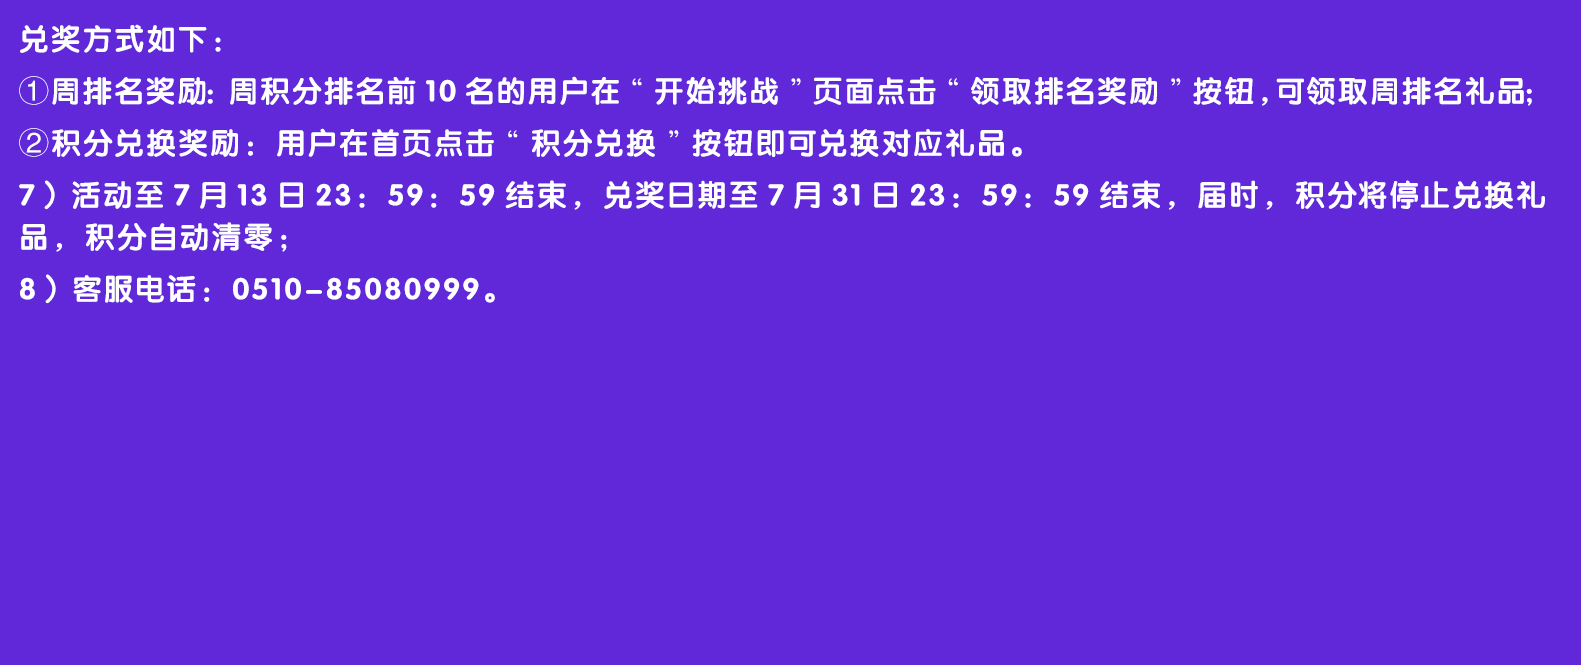 兑奖方式如下：
①周排名奖励: 周积分排名前 10 名的用户在 “ 开始挑战 ” 页面点击 “ 领取排名奖励 ” 按钮,可领取周排名礼品;
②积分兑换奖励：用户在首页点击 “ 积分兑换 ” 按钮即可兑换对应礼品。
7）活动至 7 月 13 日 23：59：59 结束，兑奖日期至 7 月 31 日 23：59：59 结束，届时，积分将停止兑换礼
品，积分自动清零；
8）客服电话：0510-85080999。